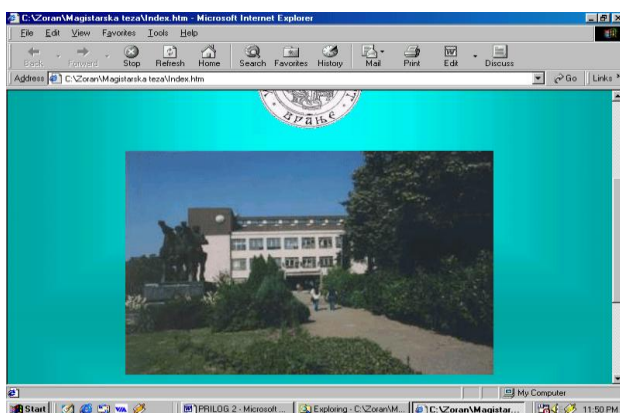 C:\Zoran\Magistarska teza\Index.htm - Microsoft Internet Explorer
File Edit View Favorites Tools Help
Back Forward Stop Refresh Home Search Favorites History Mail Print Edit Discuss
Address C:\Zoran\Magistarska teza\Index.htm Go Links »
ВРАЊЕ
My Computer
Start PRILOG 2 - Microsoft ... Exploring - C:\Zoran\M... C:\Zoran\Magistar... 11:50 PM